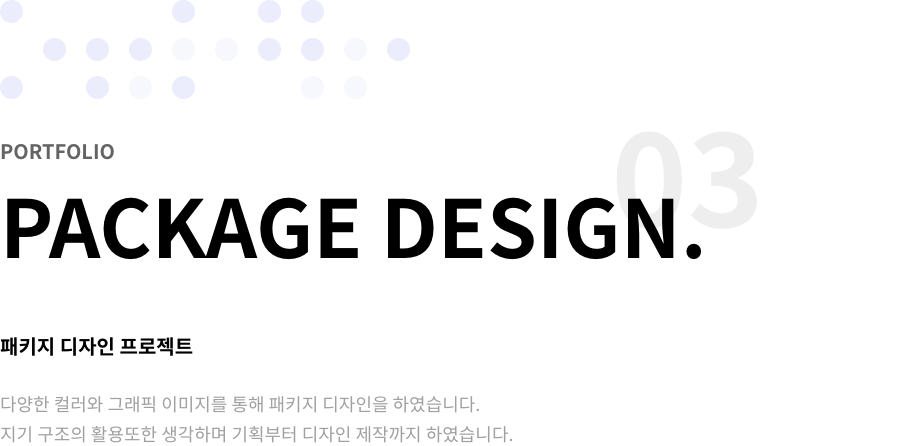 PORTFOLIO
03
PACKAGE DESIGN.
패키지 디자인 프로젝트
다양한 컬러와 그래픽 이미지를 통해 패키지 디자인을 하였습니다.
지기 구조의 활용또한 생각하며 기획부터 디자인 제작까지 하였습니다.